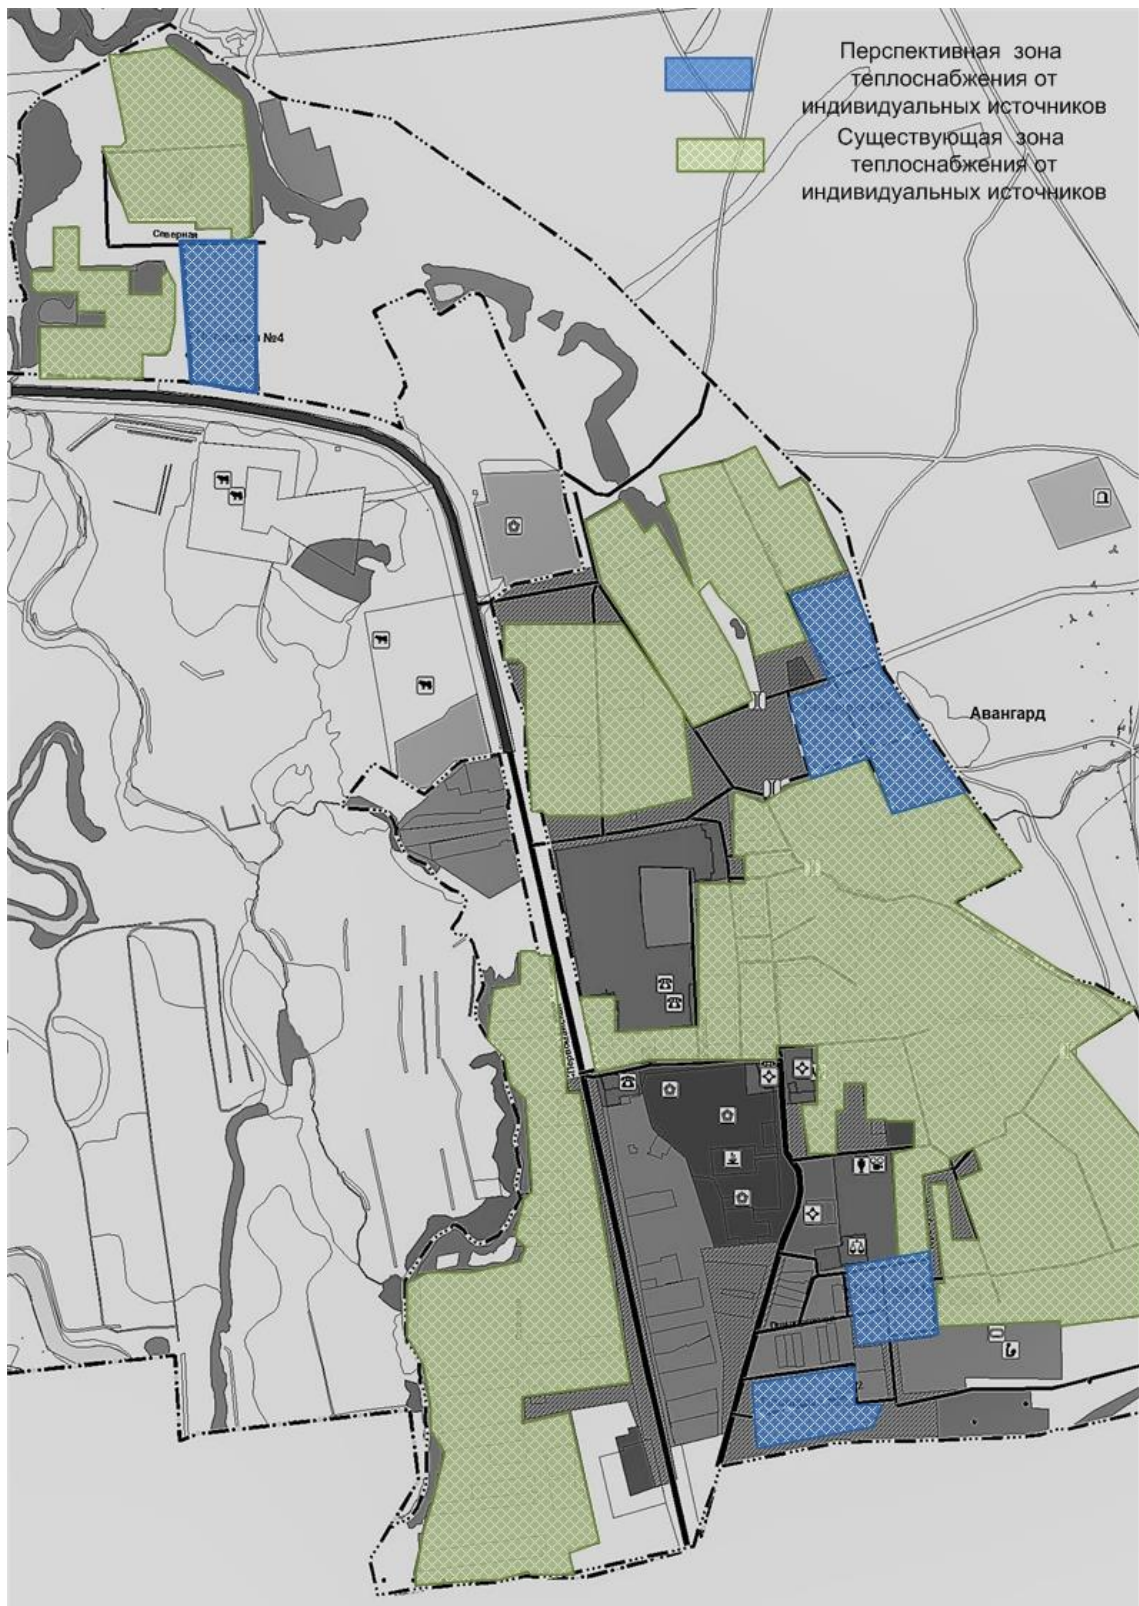 Перспективная зона
теплоснабжения от
индивидуальных источников
Существующая зона
теплоснабжения от
индивидуальных источников
Северная
№4
Авангард